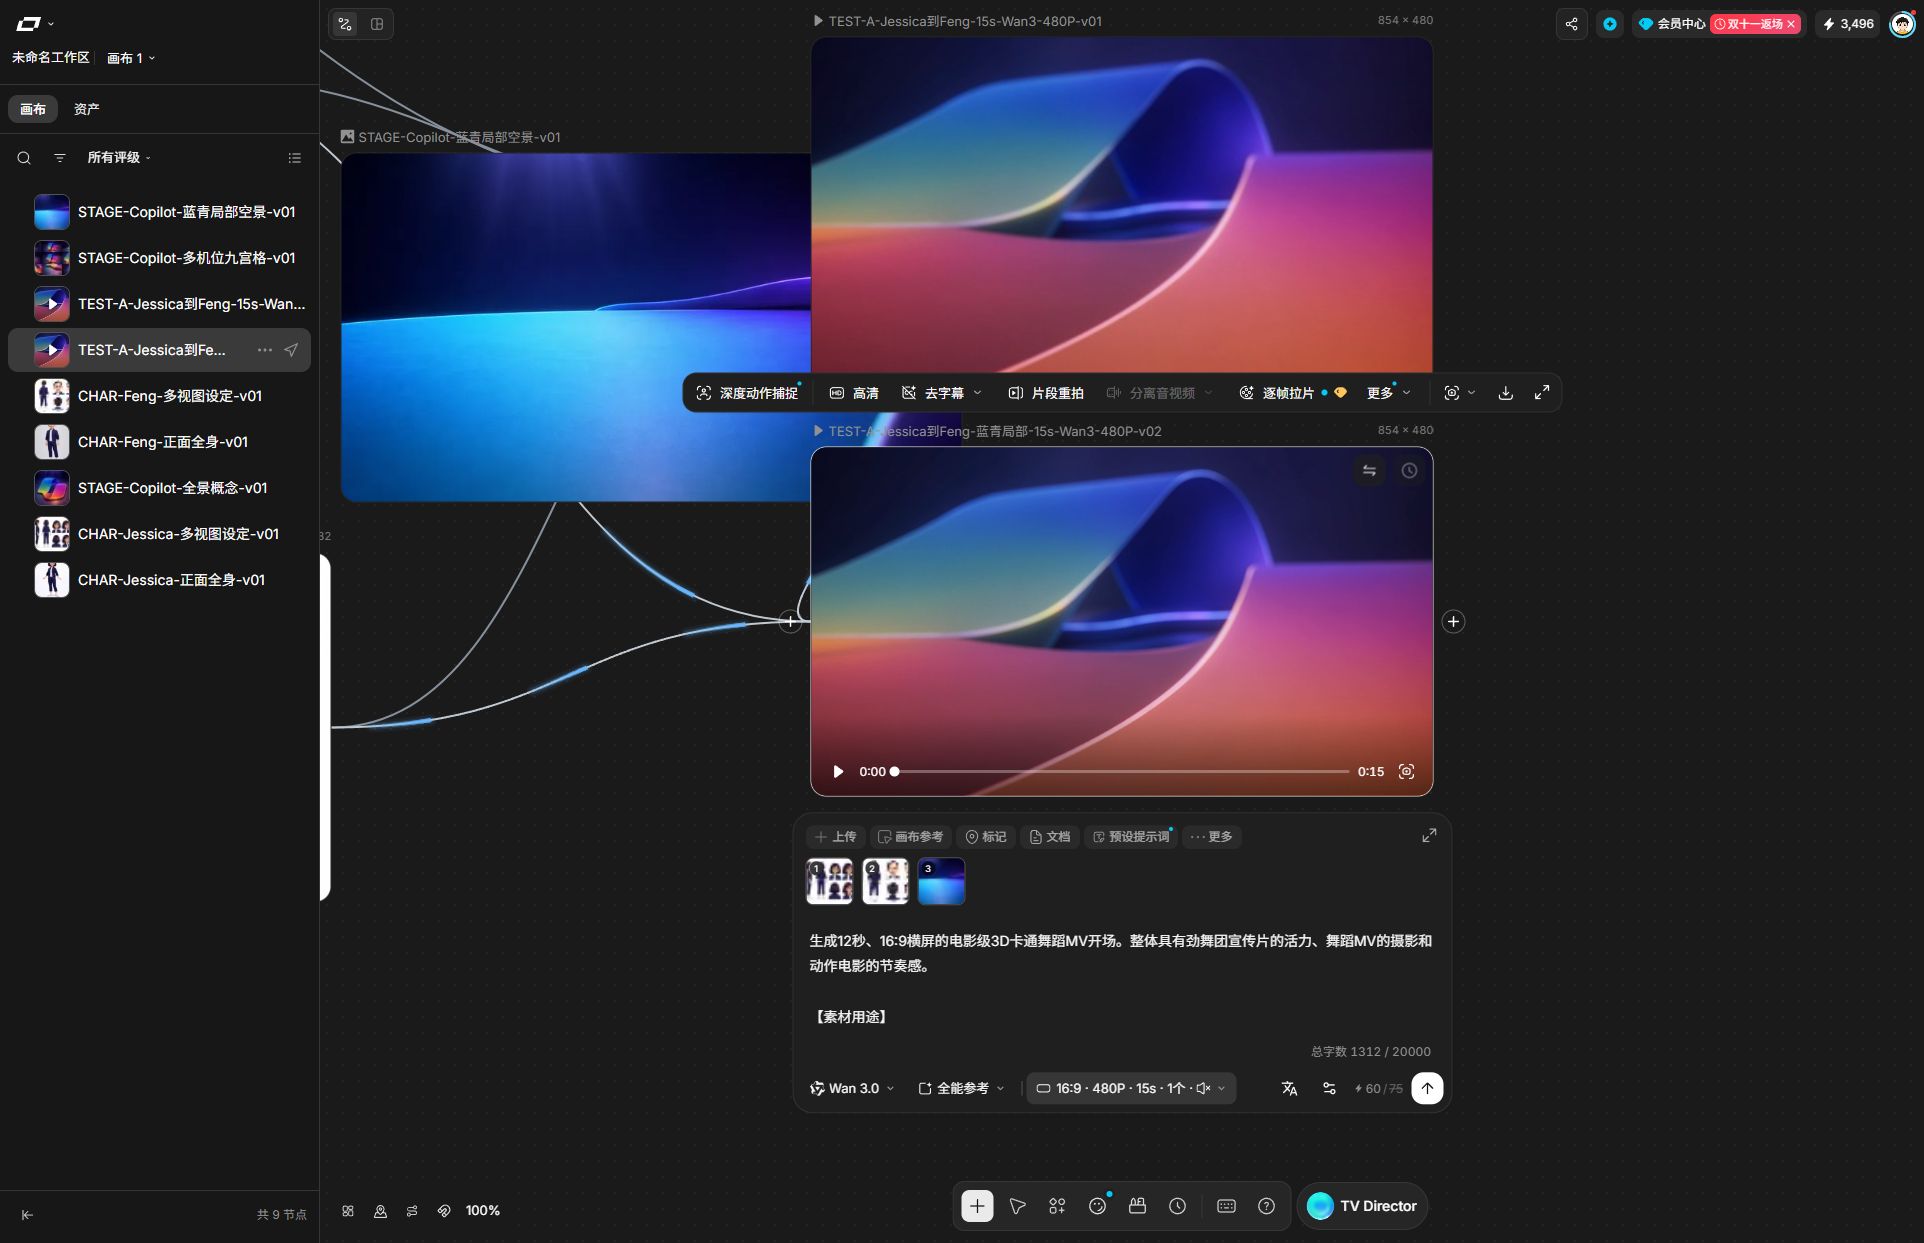 未命名工作区
画布 1
画布
资产
所有评级
STAGE-Copilot-蓝青局部空景-v01
STAGE-Copilot-多机位九宫格-v01
TEST-A-Jessica到Feng-15s-Wan...
TEST-A-Jessica到Fe...
CHAR-Feng-多视图设定-v01
CHAR-Feng-正面全身-v01
STAGE-Copilot-全景概念-v01
CHAR-Jessica-多视图设定-v01
CHAR-Jessica-正面全身-v01
共 9 节点
会员中心
双十一返场
3,496
TEST-A-Jessica到Feng-15s-Wan3-480P-v01
854 × 480
STAGE-Copilot-蓝青局部空景-v01
深度动作捕捉
HD 高清
去字幕
片段重拍
分离音视频
逐帧拉片
更多
TEST-A-Jessica到Feng-蓝青局部-15s-Wan3-480P-v02
854 × 480
32
0:00
0:15
上传
画布参考
标记
文档
预设提示词
更多
1
2
3
生成12秒、16:9横屏的电影级3D卡通舞蹈MV开场。整体具有劲舞团宣传片的活力、舞蹈MV的摄影和
动作电影的节奏感。
【素材用途】
总字数 1312 / 20000
Wan 3.0
全能参考
16:9 · 480P · 15s · 1个 ·
60 / 75
100%
TV Director